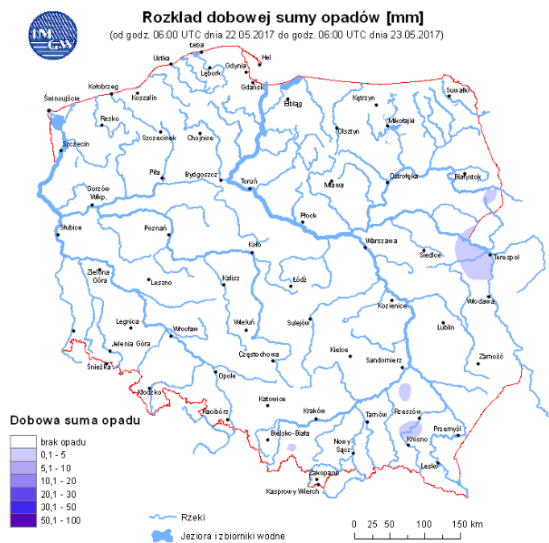 Rozkład dobowej sumy opadów [mm]
(od godz. 06:00 UTC dnia 22.05.2017 do godz. 06:00 UTC dnia 23.05.2017)
IM
GW
Łeba
Ustka
Hel
Gdynia
Lębork
Gdańsk
Suwałki
Kołobrzeg
Koszalin
Świnoujście
Elbląg
Kętrzyn
Resko
Mikołajki
Szczecinek
Chojnice
Olsztyn
Szczecin
Piła
Bydgoszcz
Toruń
Mława
Ostrołęka
Białystok
Gorzów
Wlkp.
Płock
Słubice
Poznań
Koło
Warszawa
Siedlce
Terespol
Zielona
Góra
Leszno
Kalisz
Łódź
Włodawa
Kozienice
Legnica
Wrocław
Wieluń
Sulejów
Lublin
Jelenia Góra
Częstochowa
Kielce
Sandomierz
Zamość
Śnieżka
Opole
Kłodzko
Katowice
Racibórz
Kraków
Tarnów
Rzeszów
Przemyśl
Bielsko-Biała
Nowy
Sącz
Krosno
Lesko
Zakopane
Kasprowy Wierch
Dobowa suma opadu
brak opadu
0,1 - 5
5,1 - 10
10,1 - 20
20,1 - 30
30,1 - 50
50,1 - 100
Rzeki
Jeziora i zbiorniki wodne
0 25 50 100 150 km